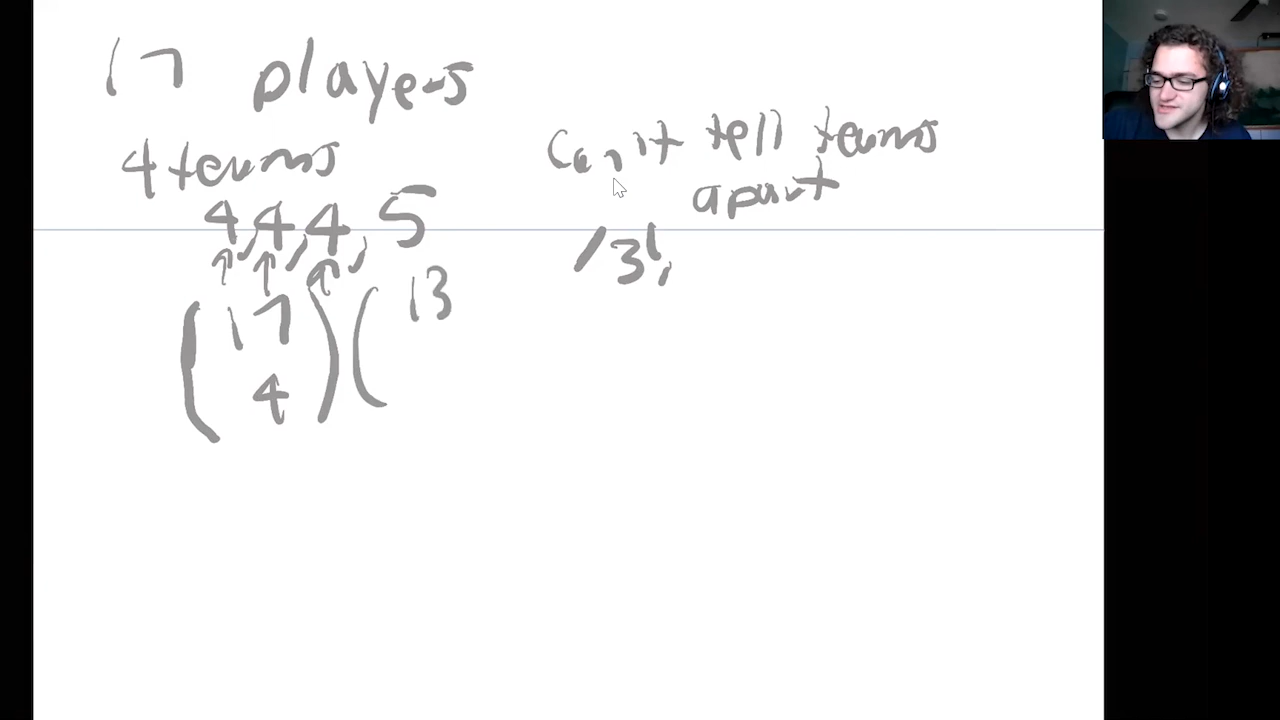 17 players
4 teams
can't tell teams
apart
4, 4, 4, 5
/3!
↑ ↑ ↑
(17
4) (13